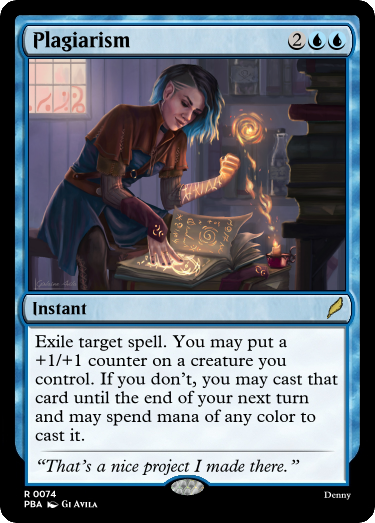 Plagiarism 2
Instant
Exile target spell. You may put a
+1/+1 counter on a creature you
control. If you don't, you may cast that
card until the end of your next turn
and may spend mana of any color to
cast it.
"That's a nice project I made there."
R 0074
PBA Gi Avila Denny